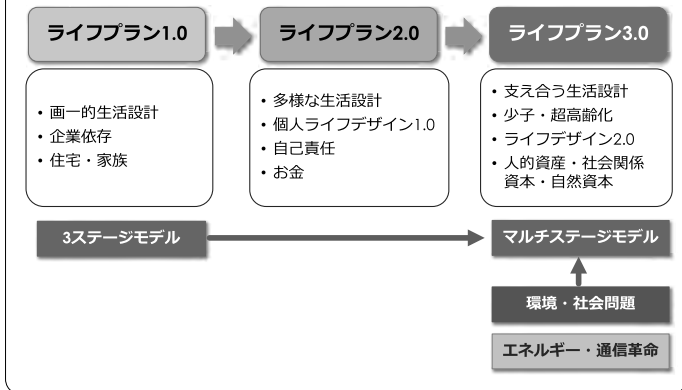 ライフプラン1.0
ライフプラン2.0
ライフプラン3.0
• 画一的生活設計
• 企業依存
• 住宅・家族
• 多様な生活設計
• 個人ライフデザイン1.0
• 自己責任
• お金
• 支え合う生活設計
• 少子・超高齢化
• ライフデザイン2.0
• 人的資産・社会関係
資本・自然資本
3ステージモデル
マルチステージモデル
環境・社会問題
エネルギー・通信革命